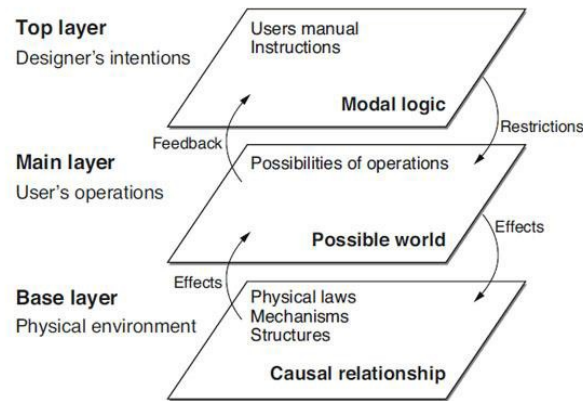 Top layer
Designer's intentions
Users manual
Instructions
Modal logic
Feedback
Restrictions
Main layer
User's operations
Possibilities of operations
Possible world
Effects
Effects
Base layer
Physical environment
Physical laws
Mechanisms
Structures
Causal relationship